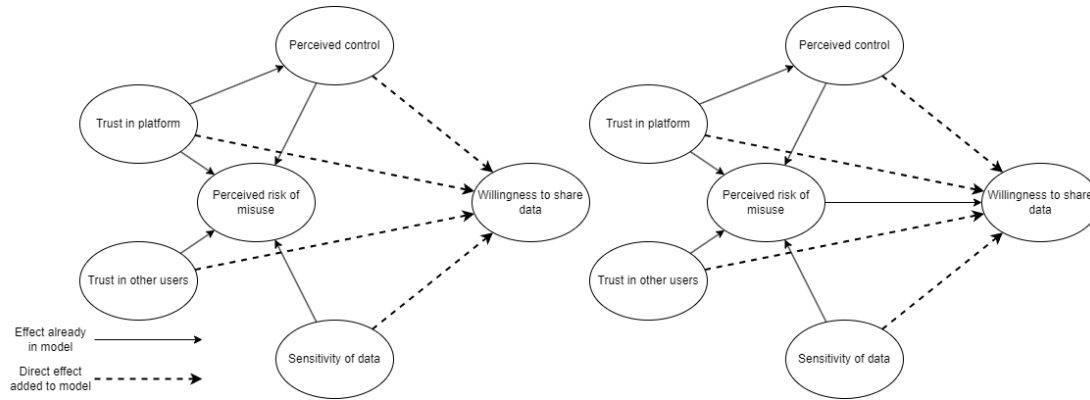 Perceived control
Trust in platform
Perceived risk of
misuse
Willingness to share
data
Trust in other users
Sensitivity of data
Effect already
in model
Direct effect
added to model
Perceived control
Trust in platform
Perceived risk of
misuse
Willingness to share
data
Trust in other users
Sensitivity of data